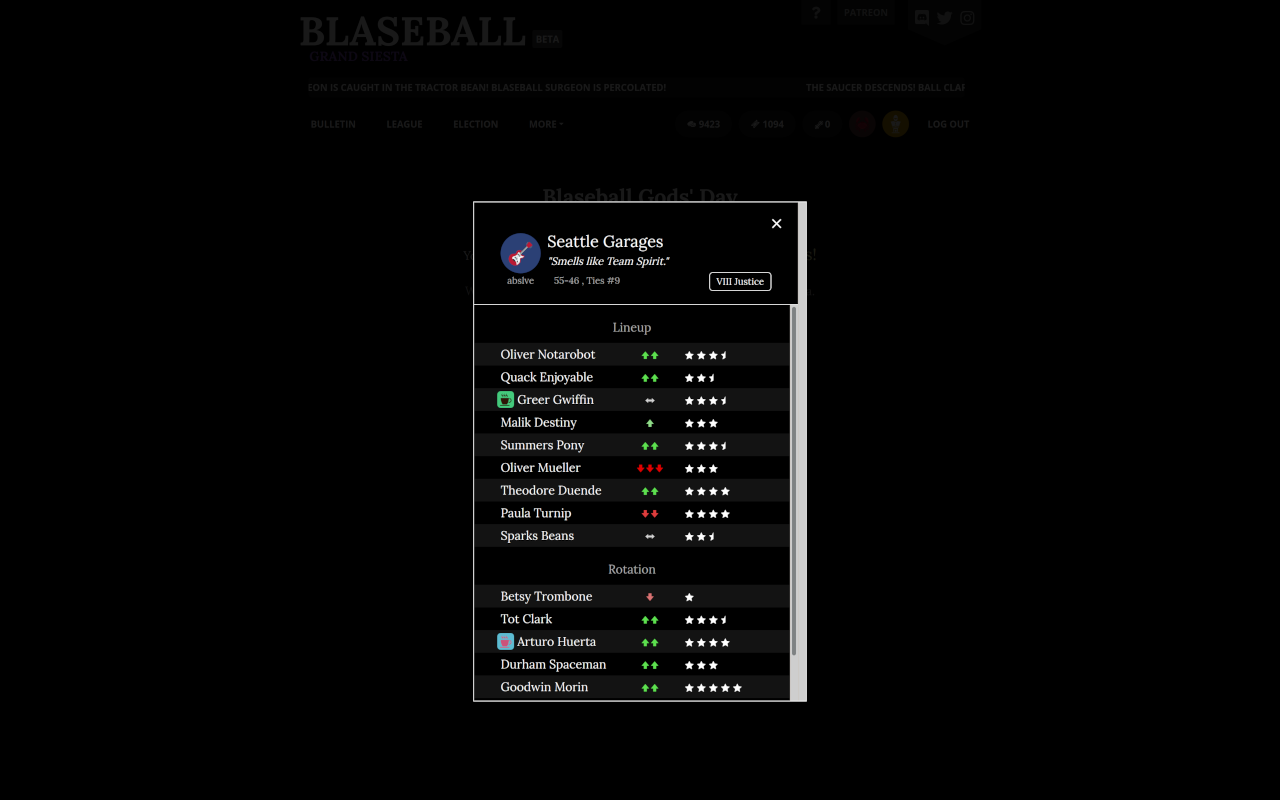 BLASEBALL BETA
GRAND SIESTA
? PATREON
EON IS CAUGHT IN THE TRACTOR BEAN! BLASEBALL SURGEON IS PERCOLATED! THE SAUCER DESCENDS! BALL CLAR
BULLETIN LEAGUE ELECTION MORE 9423 1094 0 LOG OUT
Blaseball Gods' Day
Seattle Garages
"Smells like Team Spirit."
abslve 55-46 , Ties #9 VIII Justice
Lineup
Oliver Notarobot
Quack Enjoyable
Greer Gwiffin
Malik Destiny
Summers Pony
Oliver Mueller
Theodore Duende
Paula Turnip
Sparks Beans
Rotation
Betsy Trombone
Tot Clark
Arturo Huerta
Durham Spaceman
Goodwin Morin